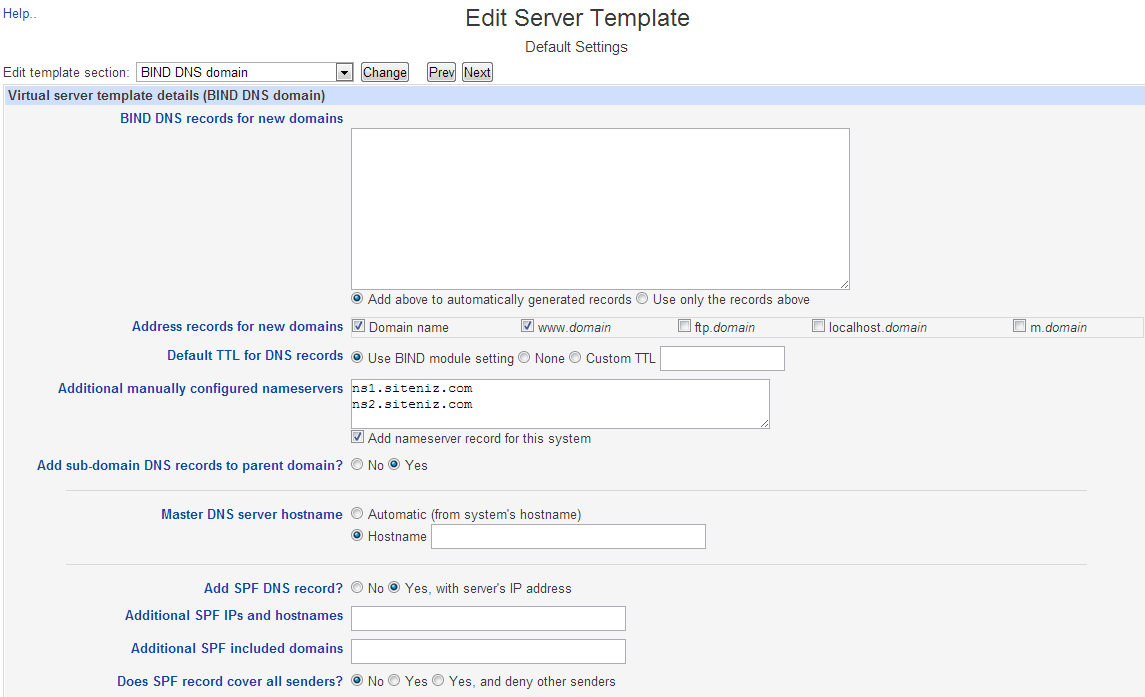 Help..
Edit Server Template
Default Settings
Edit template section: BIND DNS domain Change Prev Next
Virtual server template details (BIND DNS domain)
BIND DNS records for new domains
Add above to automatically generated records Use only the records above
Address records for new domains Domain name www.domain ftp.domain localhost.domain m.domain
Default TTL for DNS records Use BIND module setting None Custom TTL
Additional manually configured nameservers ns1.siteniz.com
ns2.siteniz.com
Add nameserver record for this system
Add sub-domain DNS records to parent domain? No Yes
Master DNS server hostname Automatic (from system's hostname)
Hostname
Add SPF DNS record? No Yes, with server's IP address
Additional SPF IPs and hostnames
Additional SPF included domains
Does SPF record cover all senders? No Yes Yes, and deny other senders